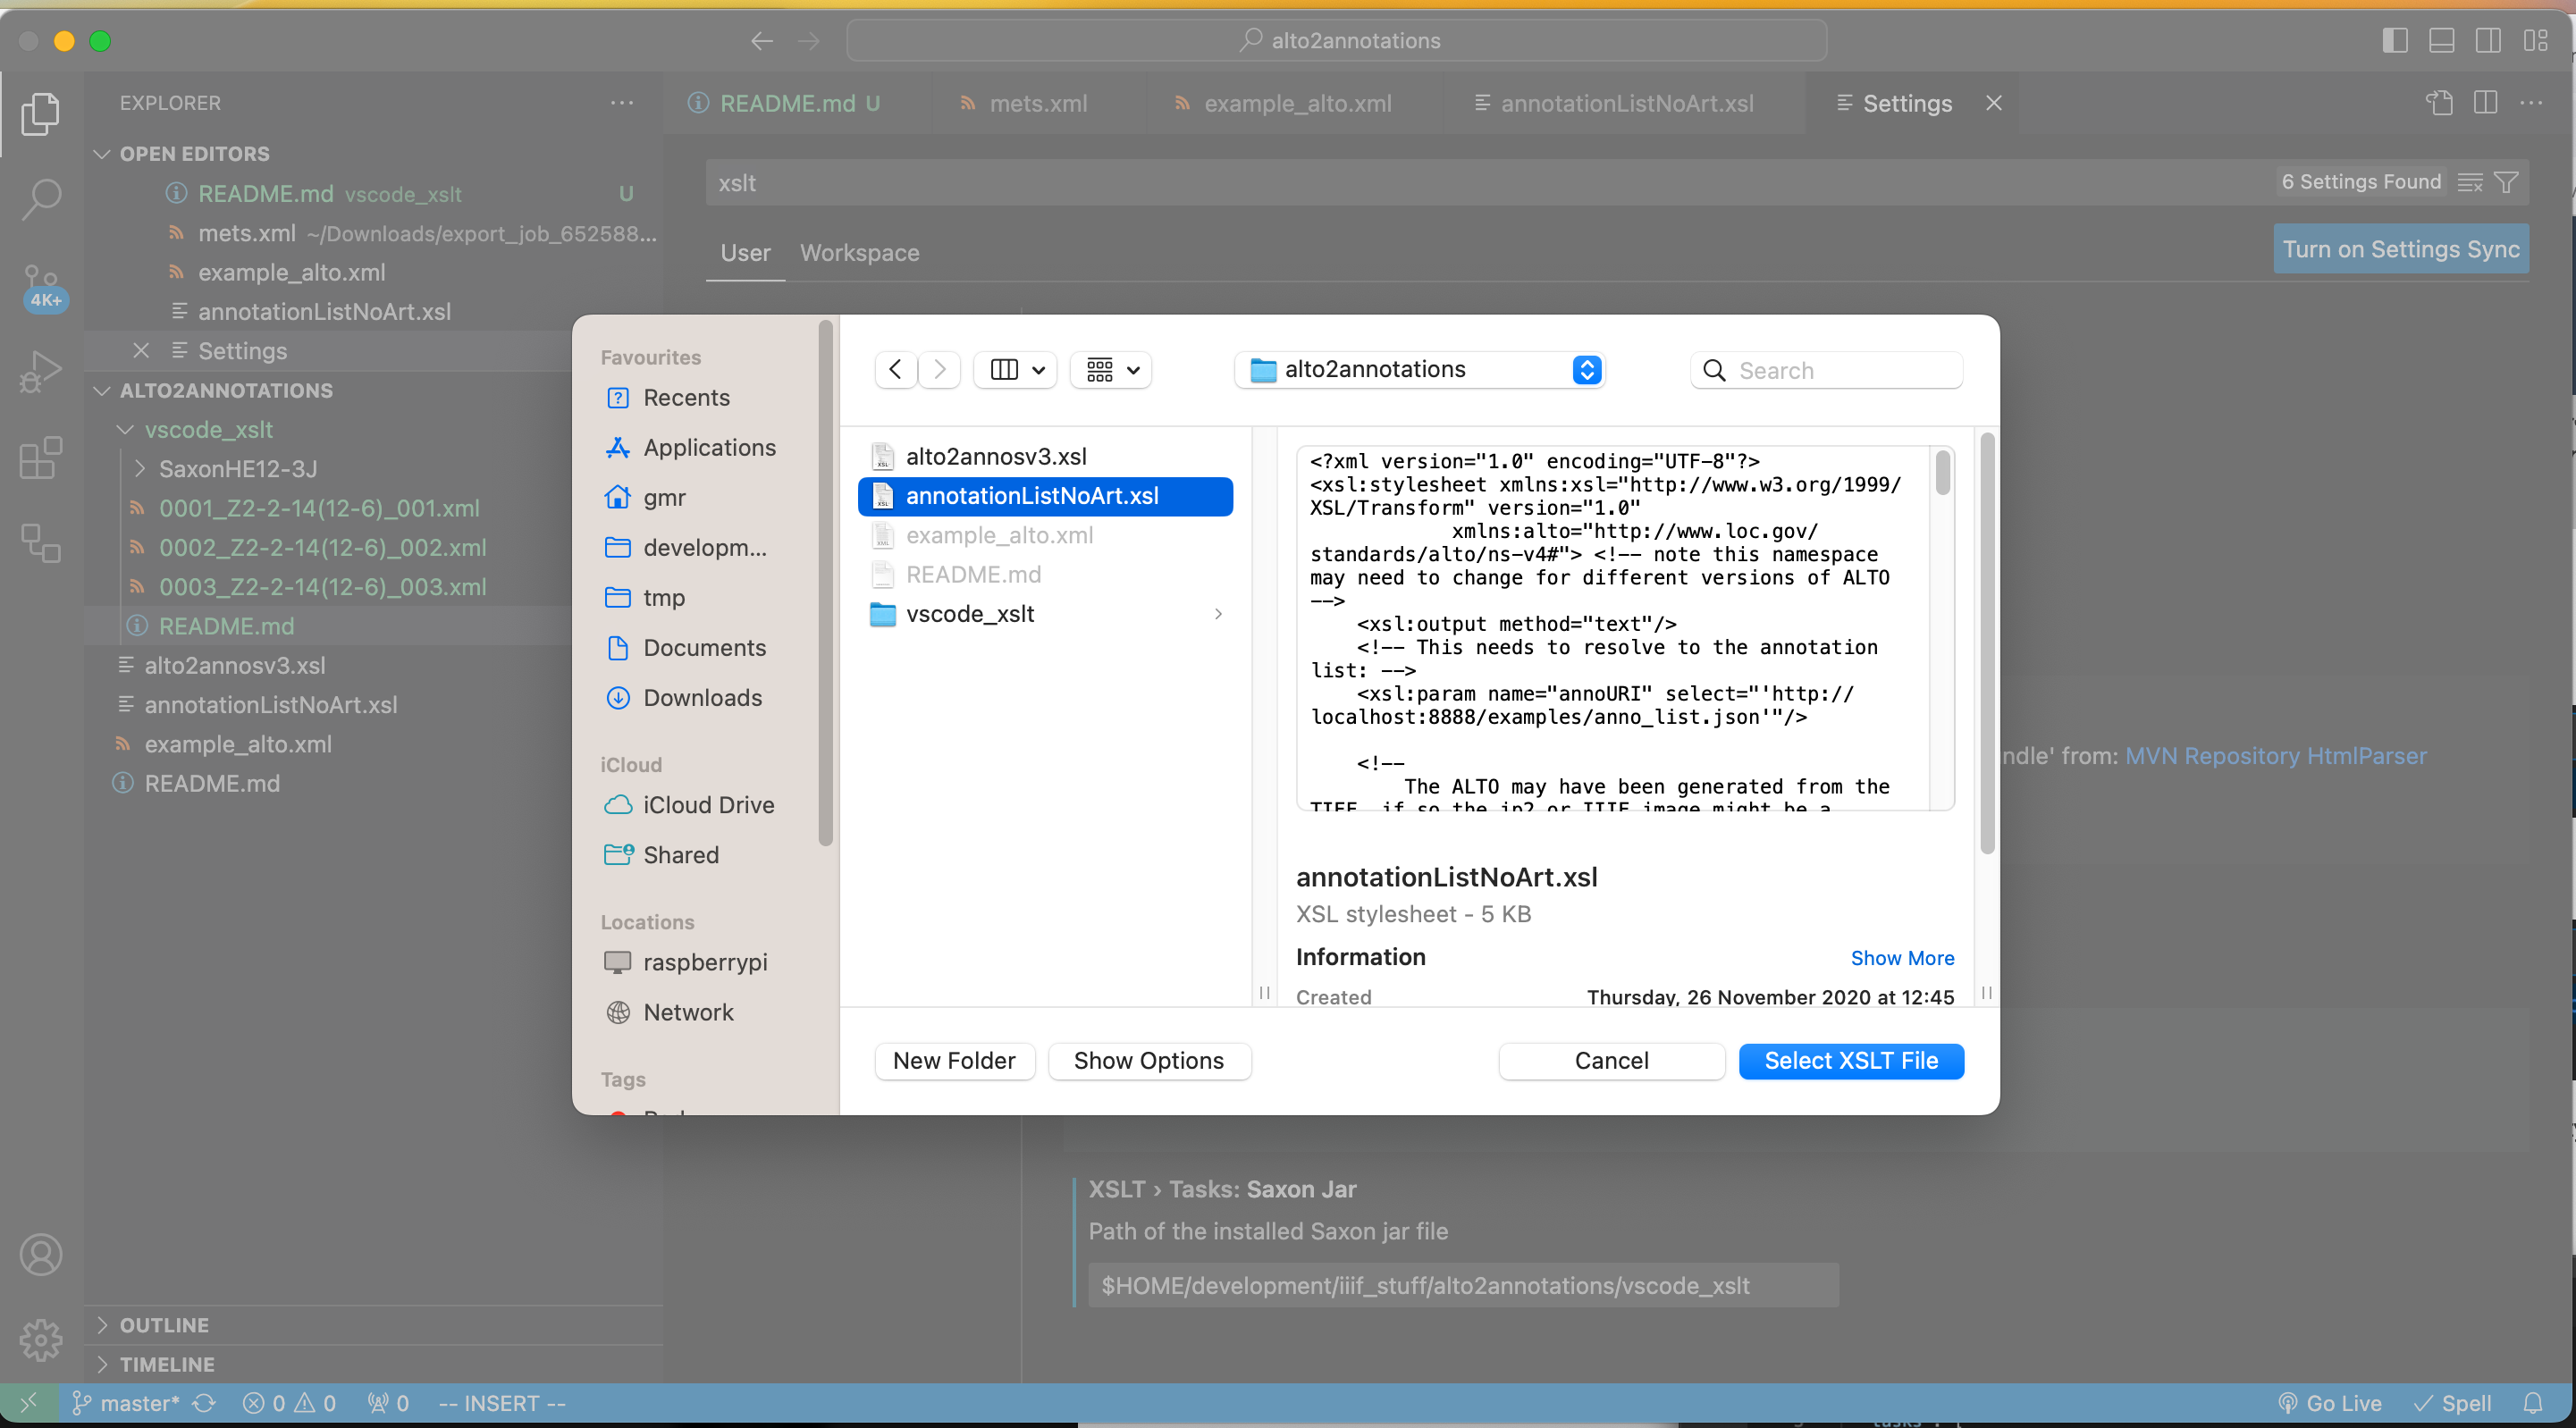 alto2annotations
EXPLORER
OPEN EDITORS
README.md vscode_xslt U
mets.xml ~/Downloads/export_job_652588...
example_alto.xml
annotationListNoArt.xsl
Settings
4K+
ALTO2ANNOTATIONS
vscode_xslt
SaxonHE12-3J
0001_Z2-2-14(12-6)_001.xml
0002_Z2-2-14(12-6)_002.xml
0003_Z2-2-14(12-6)_003.xml
README.md
alto2annosv3.xsl
annotationListNoArt.xsl
example_alto.xml
README.md
OUTLINE
TIMELINE
README.md U
mets.xml
example_alto.xml
annotationListNoArt.xsl
Settings
xslt
6 Settings Found
User
Workspace
Turn on Settings Sync
Favourites
Recents
Applications
gmr
developm...
tmp
Documents
Downloads
iCloud
iCloud Drive
Shared
Locations
raspberrypi
Network
Tags
alto2annotations
Search
alto2annosv3.xsl
annotationListNoArt.xsl
example_alto.xml
README.md
vscode_xslt
<?xml version="1.0" encoding="UTF-8"?>
<xsl:stylesheet xmlns:xsl="http://www.w3.org/1999/
XSL/Transform" version="1.0"
xmlns:alto="http://www.loc.gov/
standards/alto/ns-v4#"> <!-- note this namespace
may need to change for different versions of ALTO
-->
<xsl:output method="text"/>
<!-- This needs to resolve to the annotation
list: -->
<xsl:param name="annoURI" select="'http://
localhost:8888/examples/anno_list.json'"/>
<!--
The ALTO may have been generated from the
TIFF, if so the jp2 or IIIF image might be a
annotationListNoArt.xsl
XSL stylesheet - 5 KB
Information
Show More
Created
Thursday, 26 November 2020 at 12:45
New Folder
Show Options
Cancel
Select XSLT File
ndle' from: MVN Repository HtmlParser
XSLT › Tasks: Saxon Jar
Path of the installed Saxon jar file
$HOME/development/iiif_stuff/alto2annotations/vscode_xslt
master* 0 0 0 -- INSERT --
Go Live
Spell